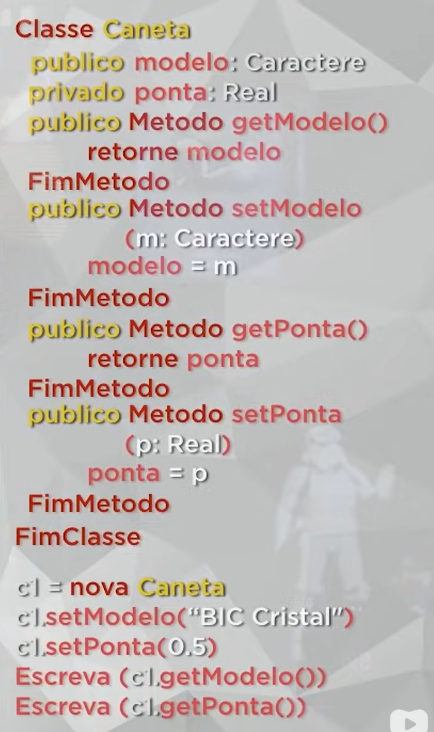 Classe Caneta
publico modelo: Caractere
privado ponta: Real
publico Metodo getModelo()
retorne modelo
FimMetodo
publico Metodo setModelo
(m: Caractere)
modelo = m
FimMetodo
publico Metodo getPonta()
retorne ponta
FimMetodo
publico Metodo setPonta
(p: Real)
ponta = p
FimMetodo
FimClasse
c1 = nova Caneta
c1.setModelo(“BIC Cristal")
c1.setPonta(0.5)
Escreva (c1.getModelo())
Escreva (c1.getPonta())